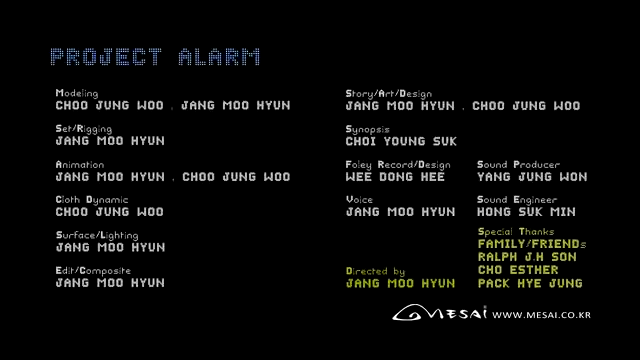 PROJECT ALARM
Modeling
CHOO JUNG WOO . JANG MOO HYUN
Set/Rigging
JANG MOO HYUN
Animation
JANG MOO HYUN . CHOO JUNG WOO
Cloth Dynamic
CHOO JUNG WOO
Surface/Lighting
JANG MOO HYUN
Edit/Composite
JANG MOO HYUN
Story/Art/Design
JANG MOO HYUN . CHOO JUNG WOO
Synopsis
CHOI YOUNG SUK
Foley Record/Design
WEE DONG HEE
Sound Producer
YANG JUNG WON
Voice
JANG MOO HYUN
Sound Engineer
HONG SUK MIN
Special Thanks
FAMILY/FRIENDs
RALPH J.H SON
CHO ESTHER
PACK HYE JUNG
Directed by
JANG MOO HYUN
MESAi WWW.MESAI.CO.KR